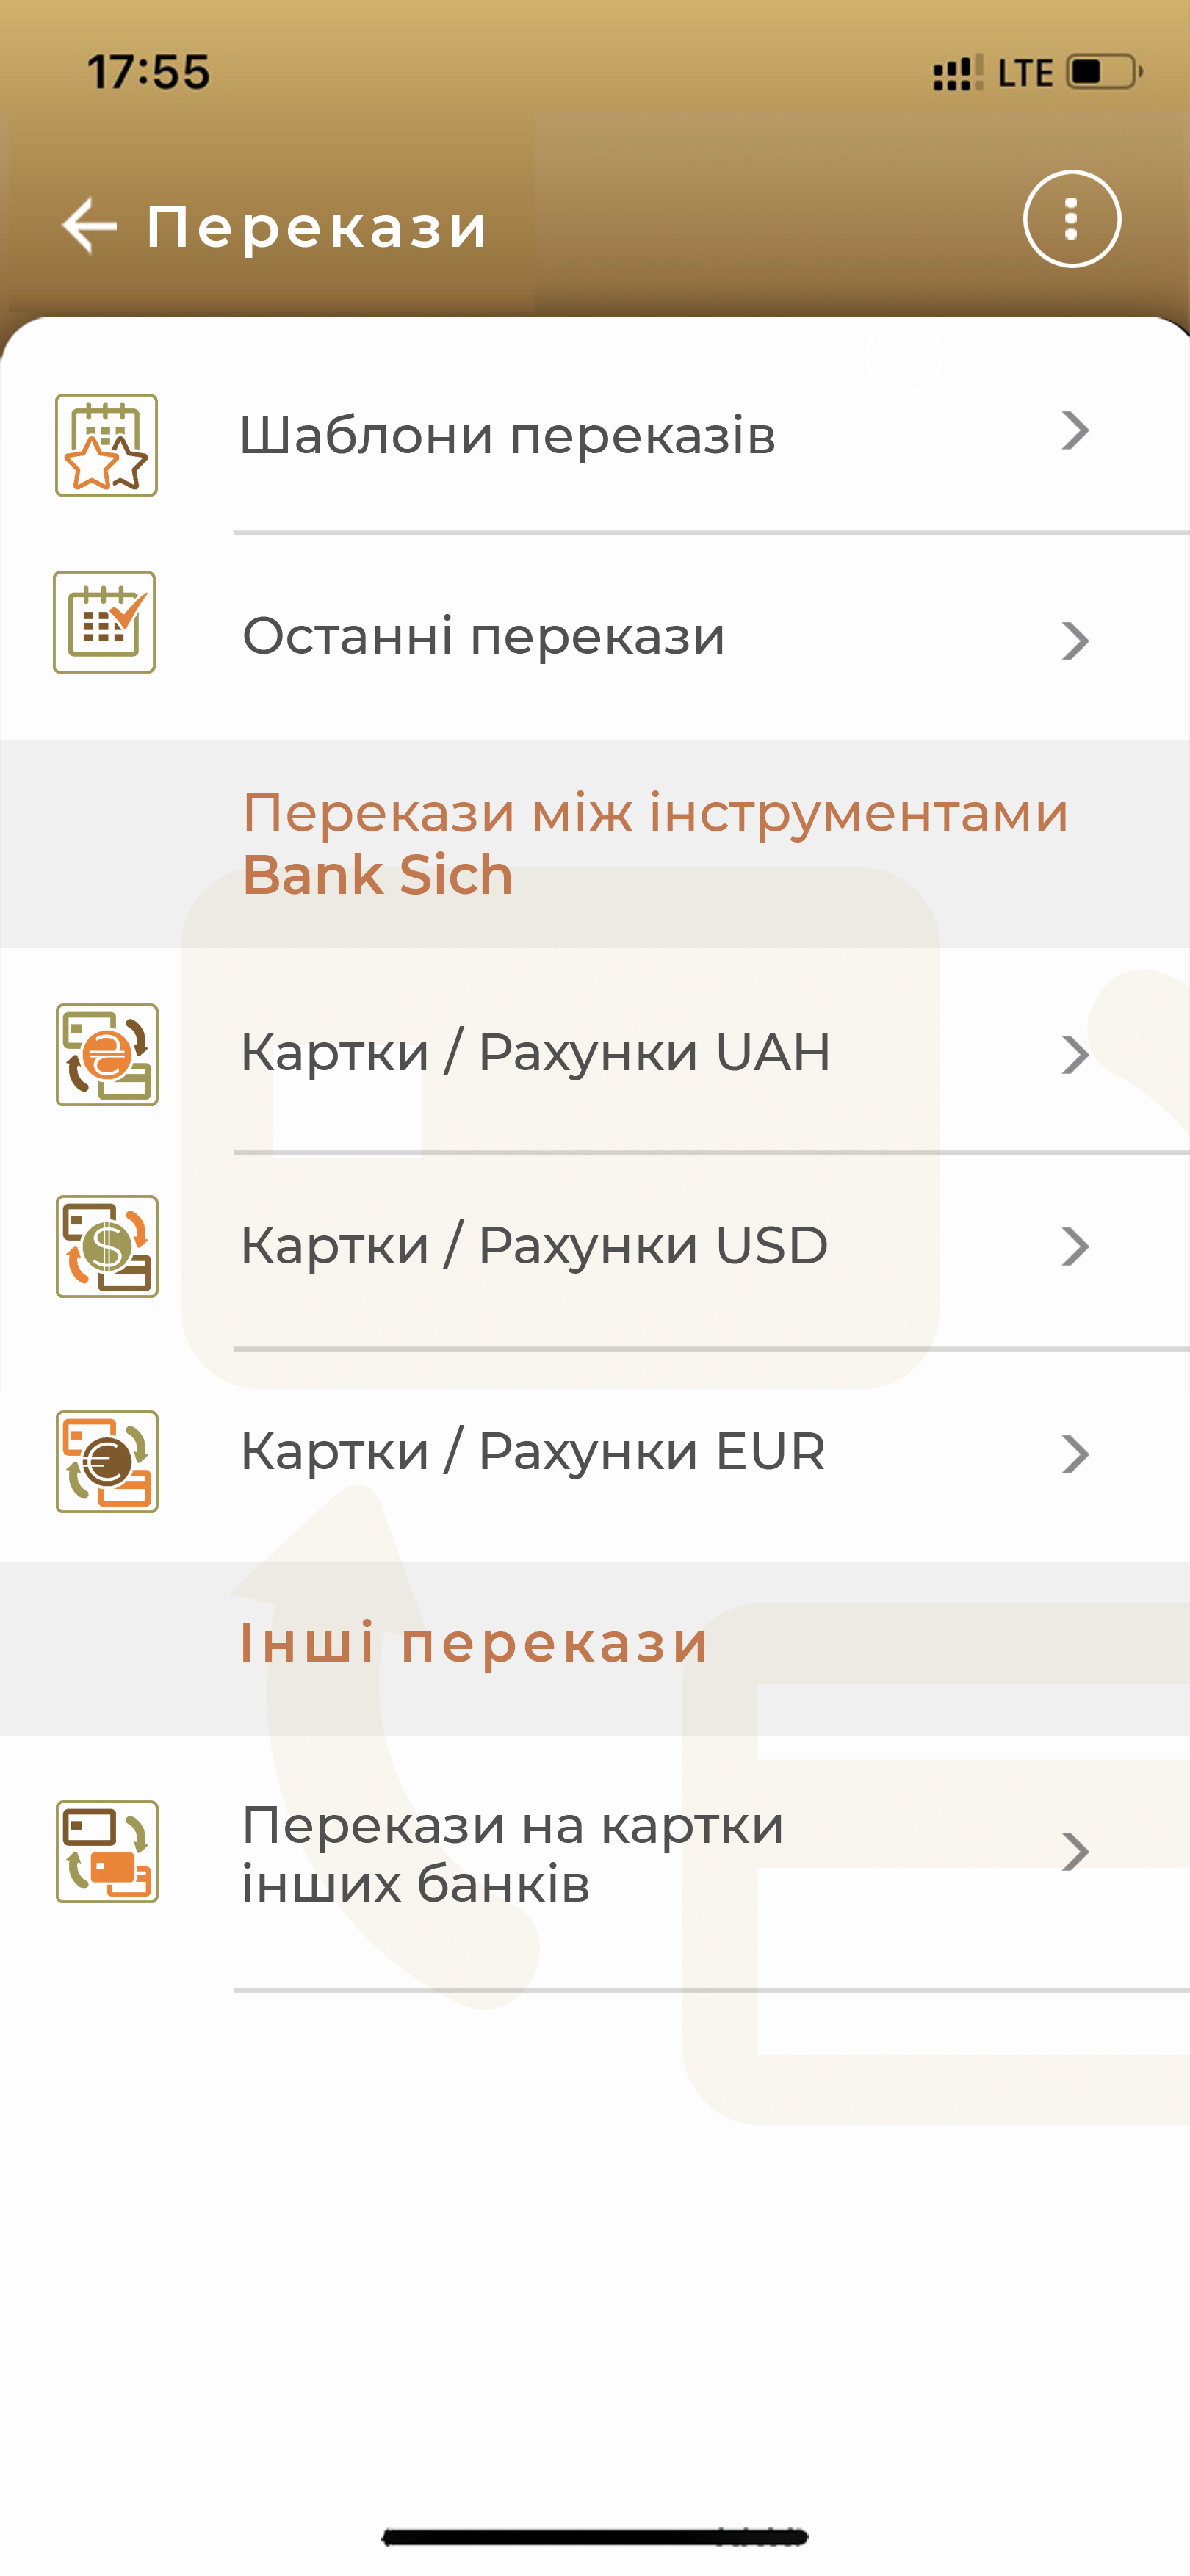 17:55 LTE
Перекази
Шаблони переказів
Останні перекази
Перекази між інструментами
Bank Sich
Картки / Рахунки UAH
Картки / Рахунки USD
Картки / Рахунки EUR
Інші перекази
Перекази на картки
інших банків